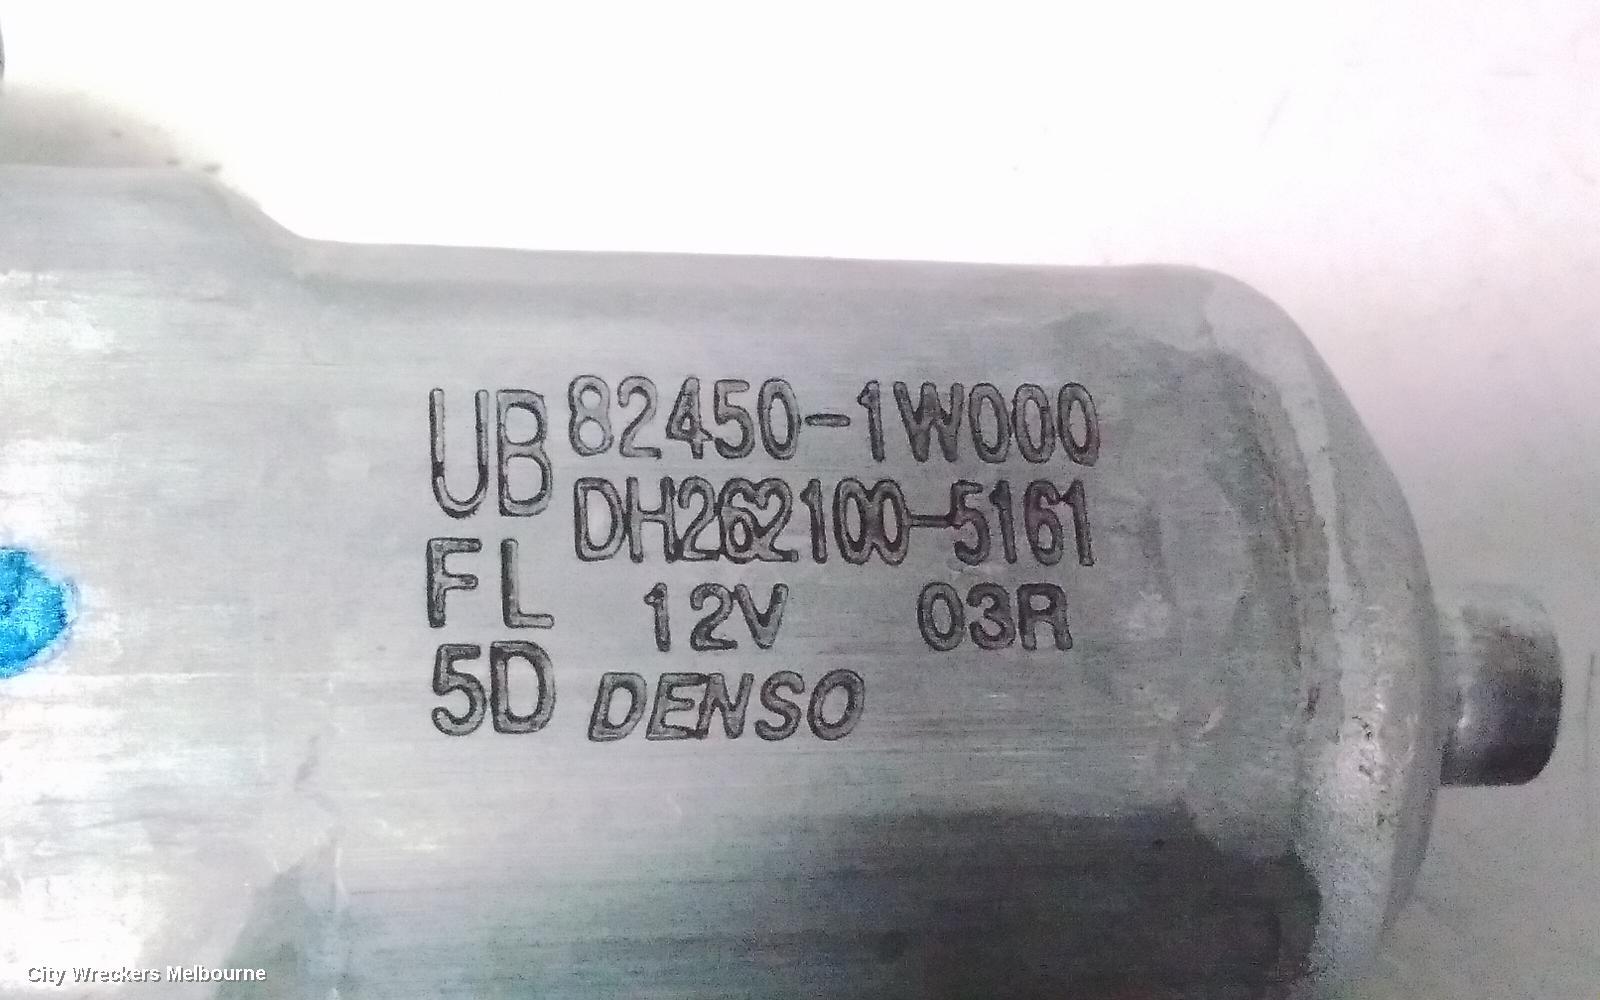 UB 82450-1W000
DH262100-5161
FL 12V 03R
5D DENSO
City Wreckers Melbourne